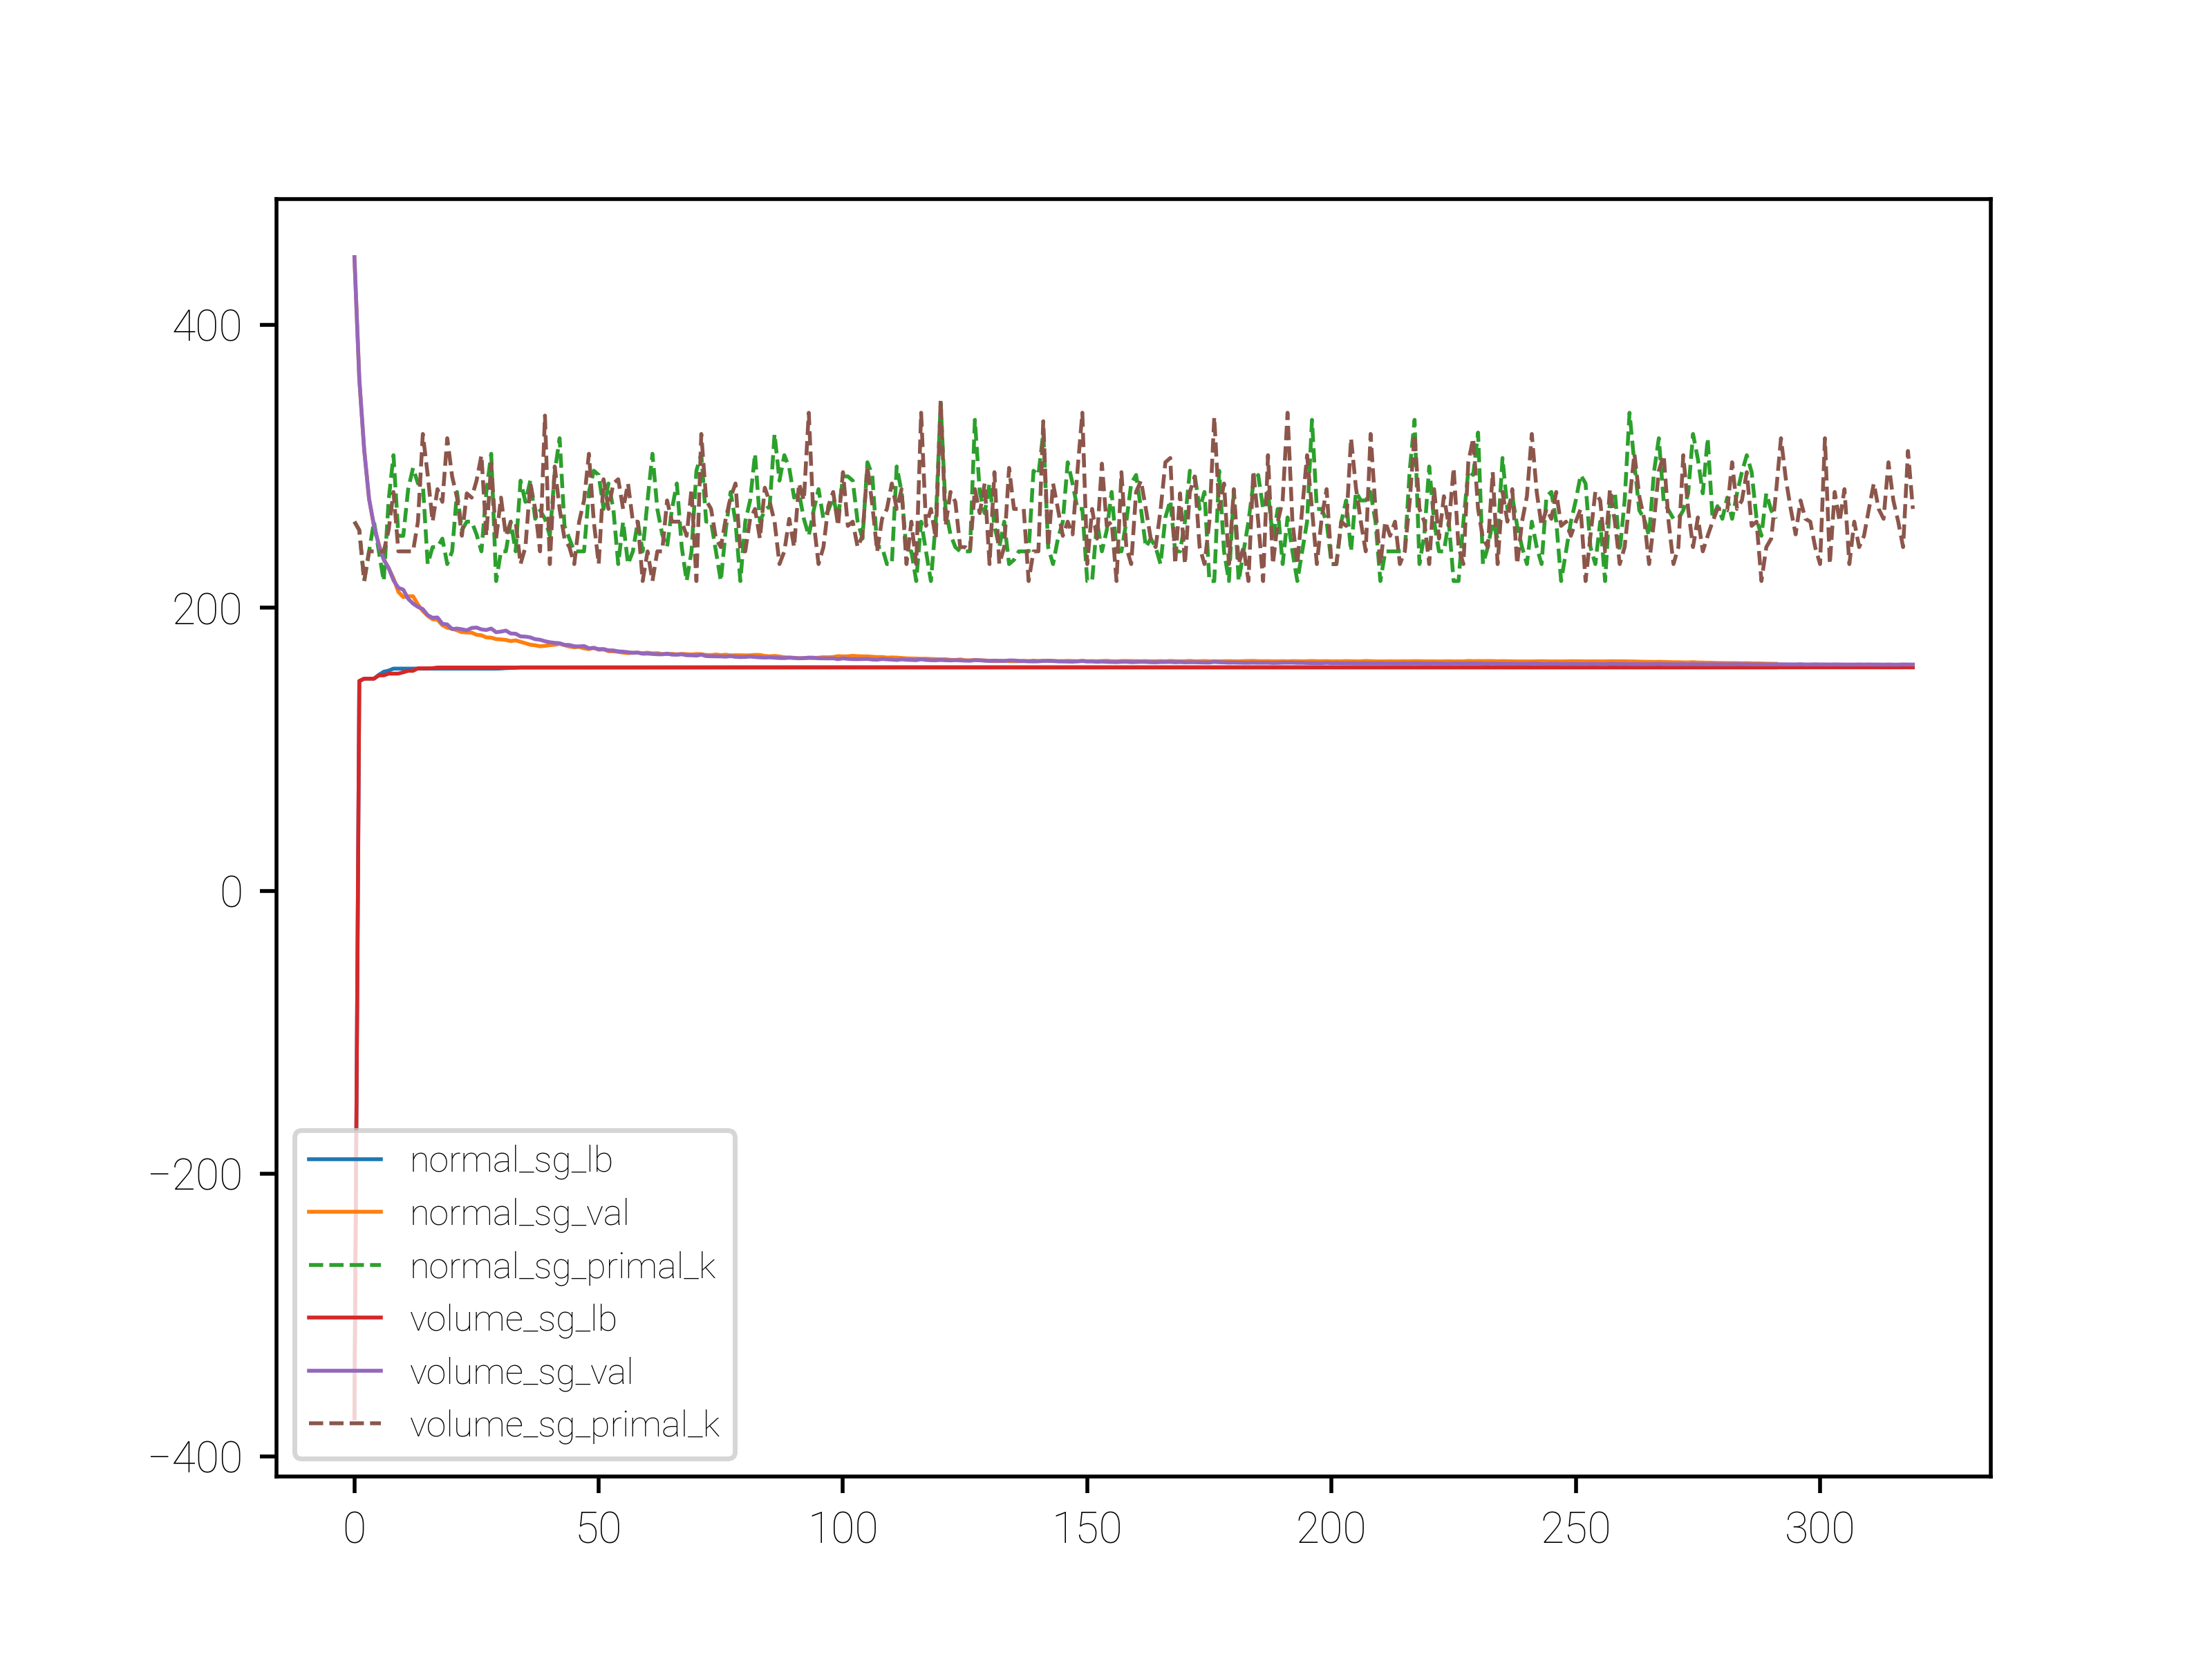 400
200
0
−200
−400
normal_sg_lb
normal_sg_val
normal_sg_primal_k
volume_sg_lb
volume_sg_val
volume_sg_primal_k
0 50 100 150 200 250 300